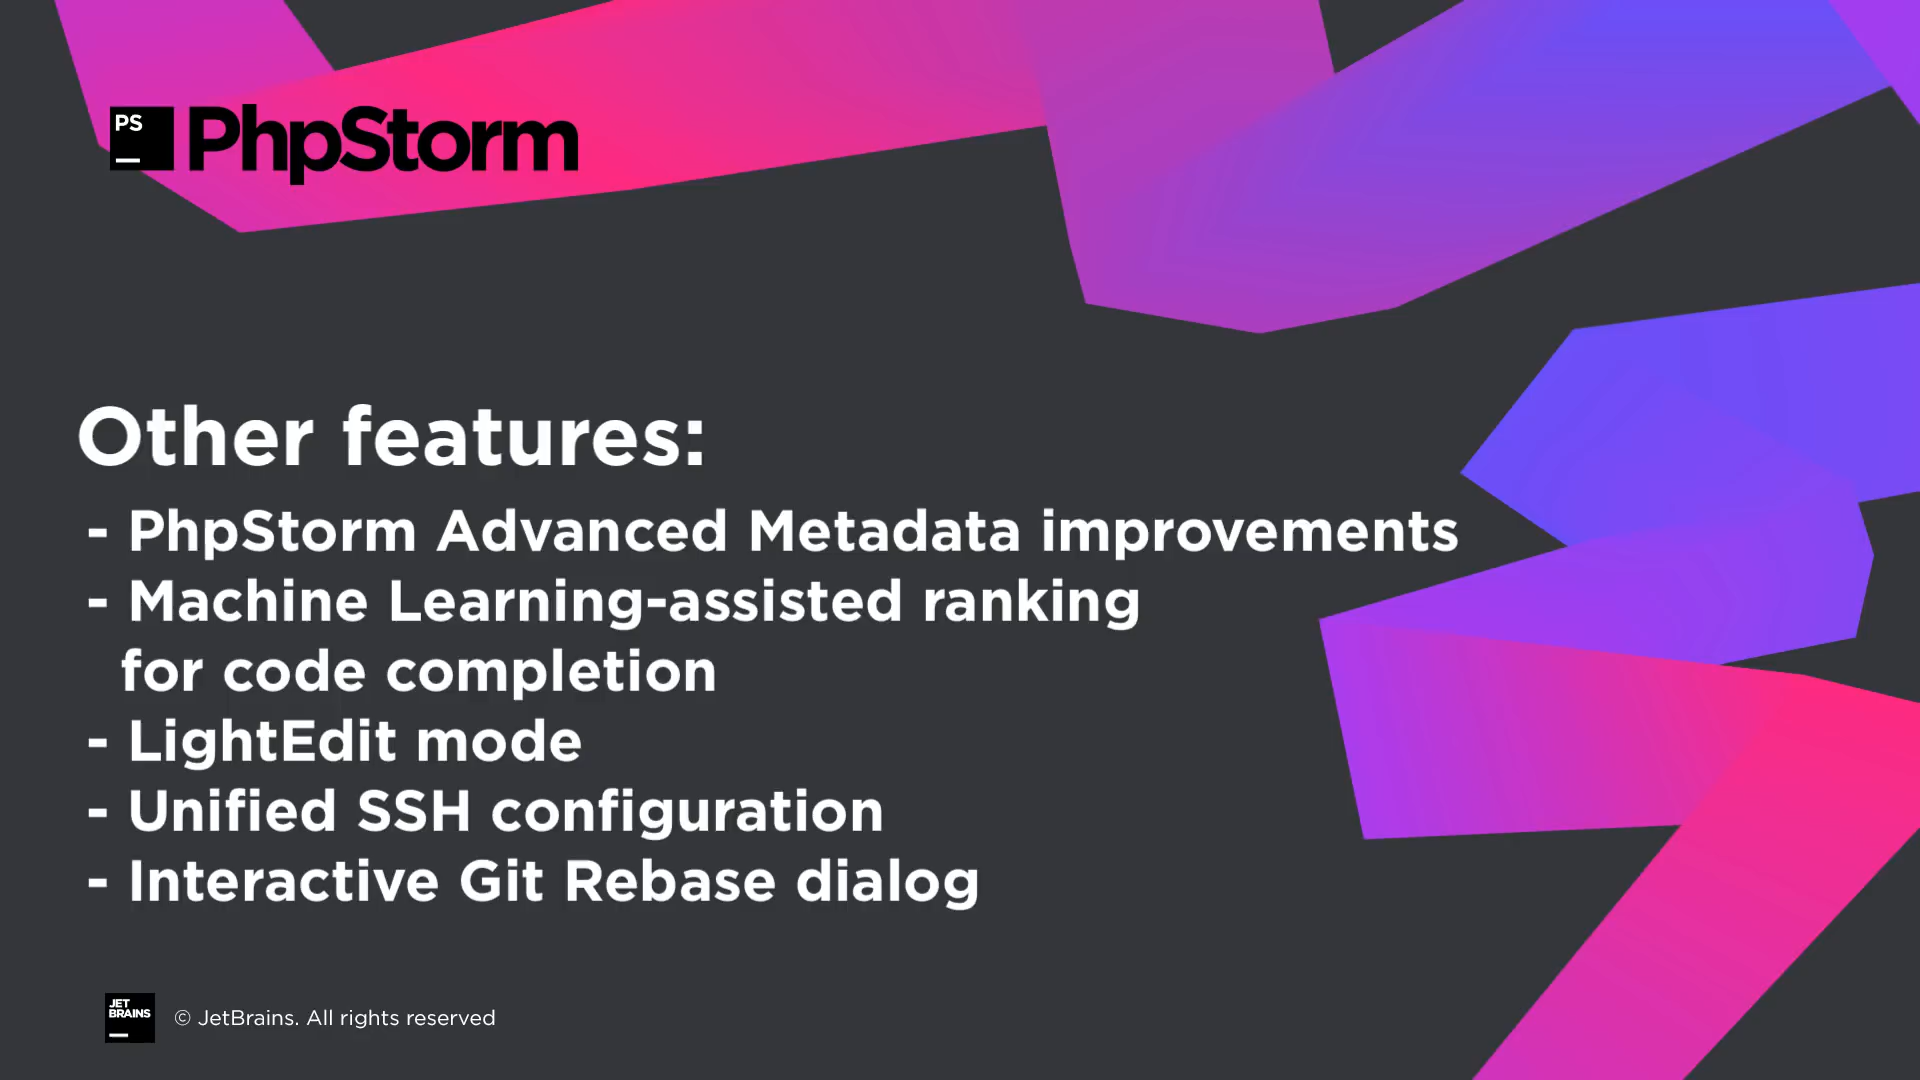 PS
PhpStorm
Other features:
- PhpStorm Advanced Metadata improvements
- Machine Learning-assisted ranking
for code completion
- LightEdit mode
- Unified SSH configuration
- Interactive Git Rebase dialog
JET
BRAINS
© JetBrains. All rights reserved